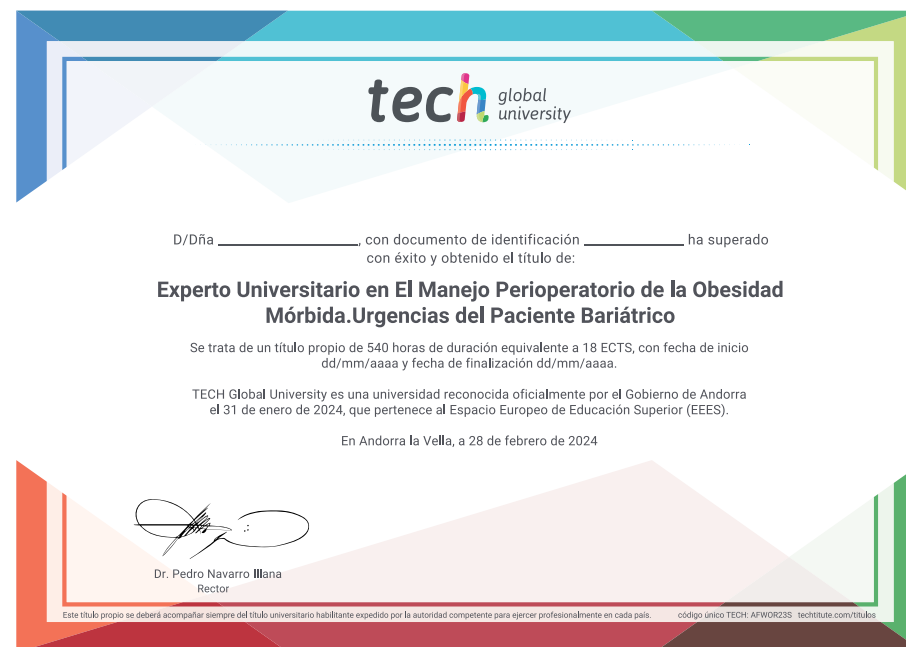 tech global
university
D/Dña ____________________, con documento de identificación ______________ ha superado
con éxito y obtenido el título de:
Experto Universitario en El Manejo Perioperatorio de la Obesidad
Mórbida.Urgencias del Paciente Bariátrico
Se trata de un título propio de 540 horas de duración equivalente a 18 ECTS, con fecha de inicio
dd/mm/aaaa y fecha de finalización dd/mm/aaaa.
TECH Global University es una universidad reconocida oficialmente por el Gobierno de Andorra
el 31 de enero de 2024, que pertenece al Espacio Europeo de Educación Superior (EEES).
En Andorra la Vella, a 28 de febrero de 2024
Dr. Pedro Navarro Illana
Rector
Este título propio se deberá acompañar siempre del título universitario habilitante expedido por la autoridad competente para ejercer profesionalmente en cada país. código único TECH: AFWOR23S techtitute.com/titulos